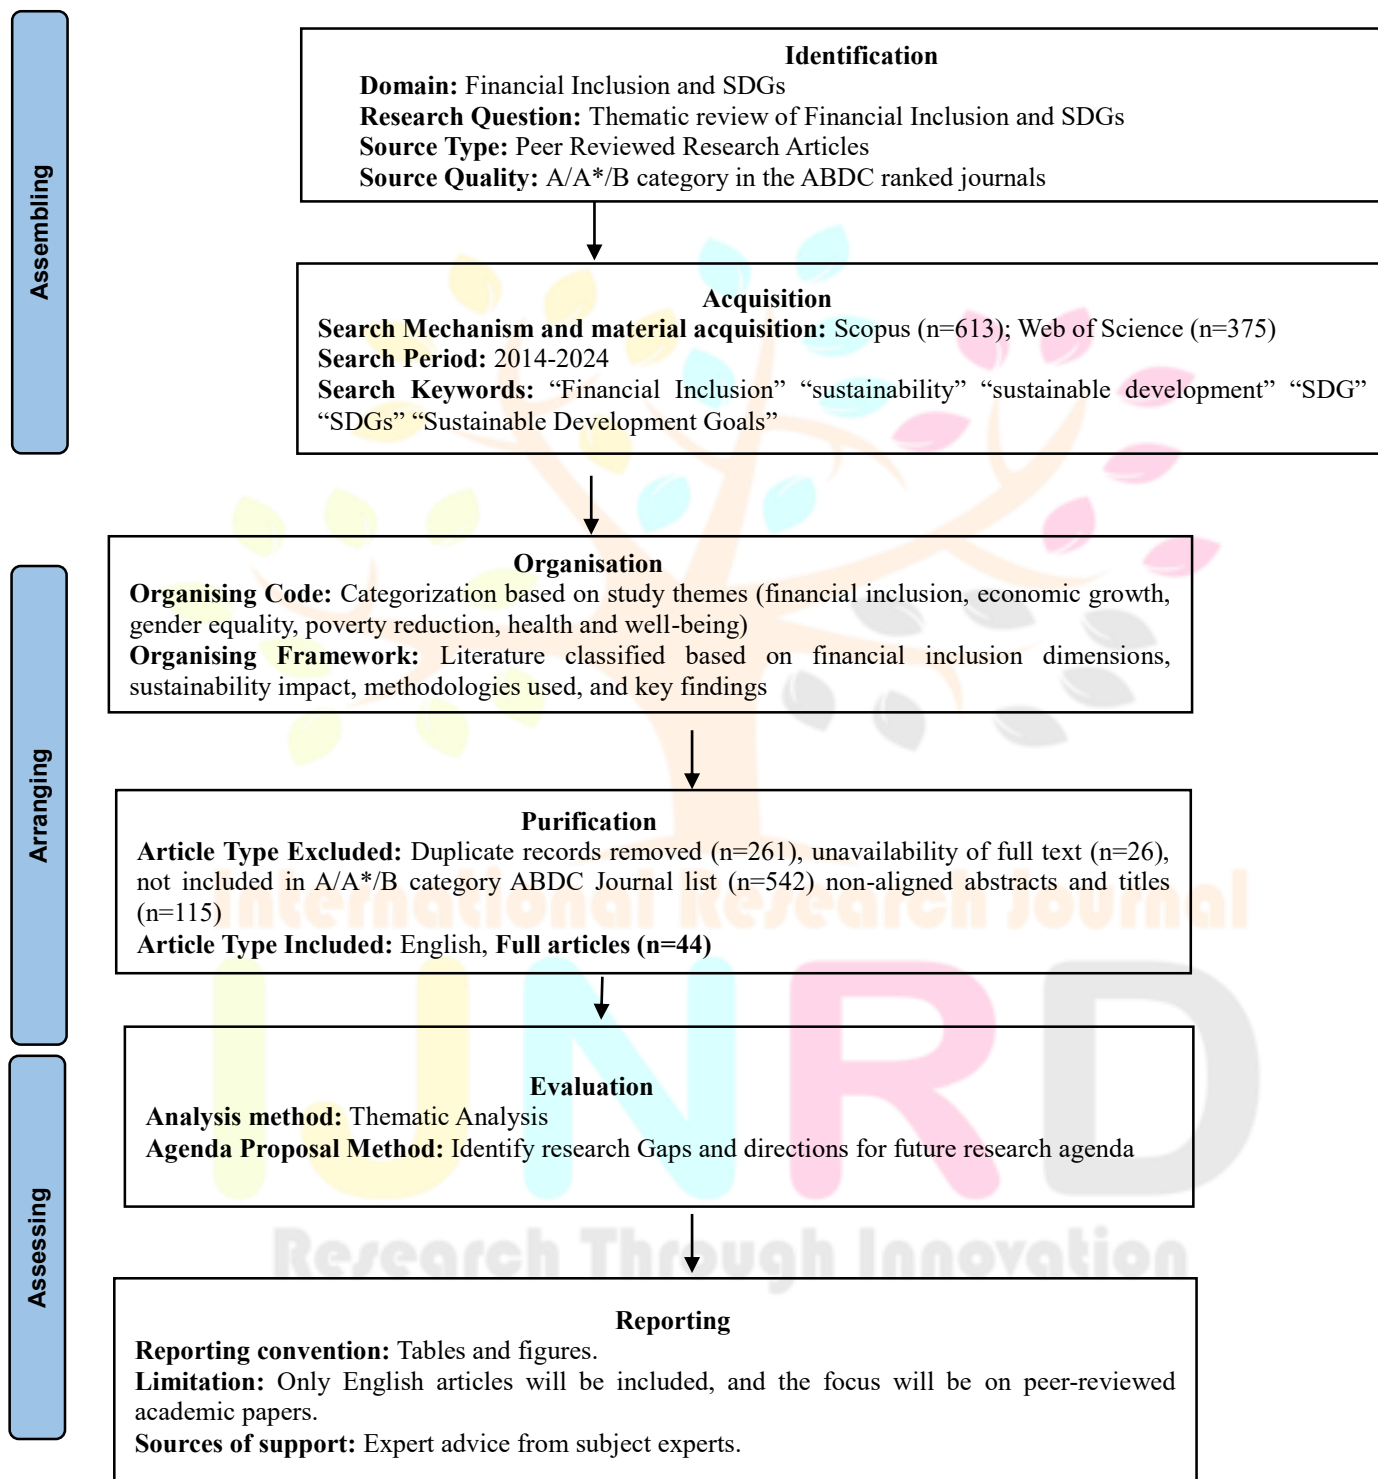 Assembling
Identification
Domain: Financial Inclusion and SDGs
Research Question: Thematic review of Financial Inclusion and SDGs
Source Type: Peer Reviewed Research Articles
Source Quality: A/A*/B category in the ABDC ranked journals
Acquisition
Search Mechanism and material acquisition: Scopus (n=613); Web of Science (n=375)
Search Period: 2014-2024
Search Keywords: “Financial Inclusion” “sustainability” “sustainable development” “SDG”
“SDGs” “Sustainable Development Goals”
Arranging
Organisation
Organising Code: Categorization based on study themes (financial inclusion, economic growth,
gender equality, poverty reduction, health and well-being)
Organising Framework: Literature classified based on financial inclusion dimensions,
sustainability impact, methodologies used, and key findings
Purification
Article Type Excluded: Duplicate records removed (n=261), unavailability of full text (n=26),
not included in A/A*/B category ABDC Journal list (n=542) non-aligned abstracts and titles
(n=115)
Article Type Included: English, Full articles (n=44)
International Research Journal
IJNRD
Assessing
Evaluation
Analysis method: Thematic Analysis
Agenda Proposal Method: Identify research Gaps and directions for future research agenda
Research Through Innovation
Reporting
Reporting convention: Tables and figures.
Limitation: Only English articles will be included, and the focus will be on peer-reviewed
academic papers.
Sources of support: Expert advice from subject experts.